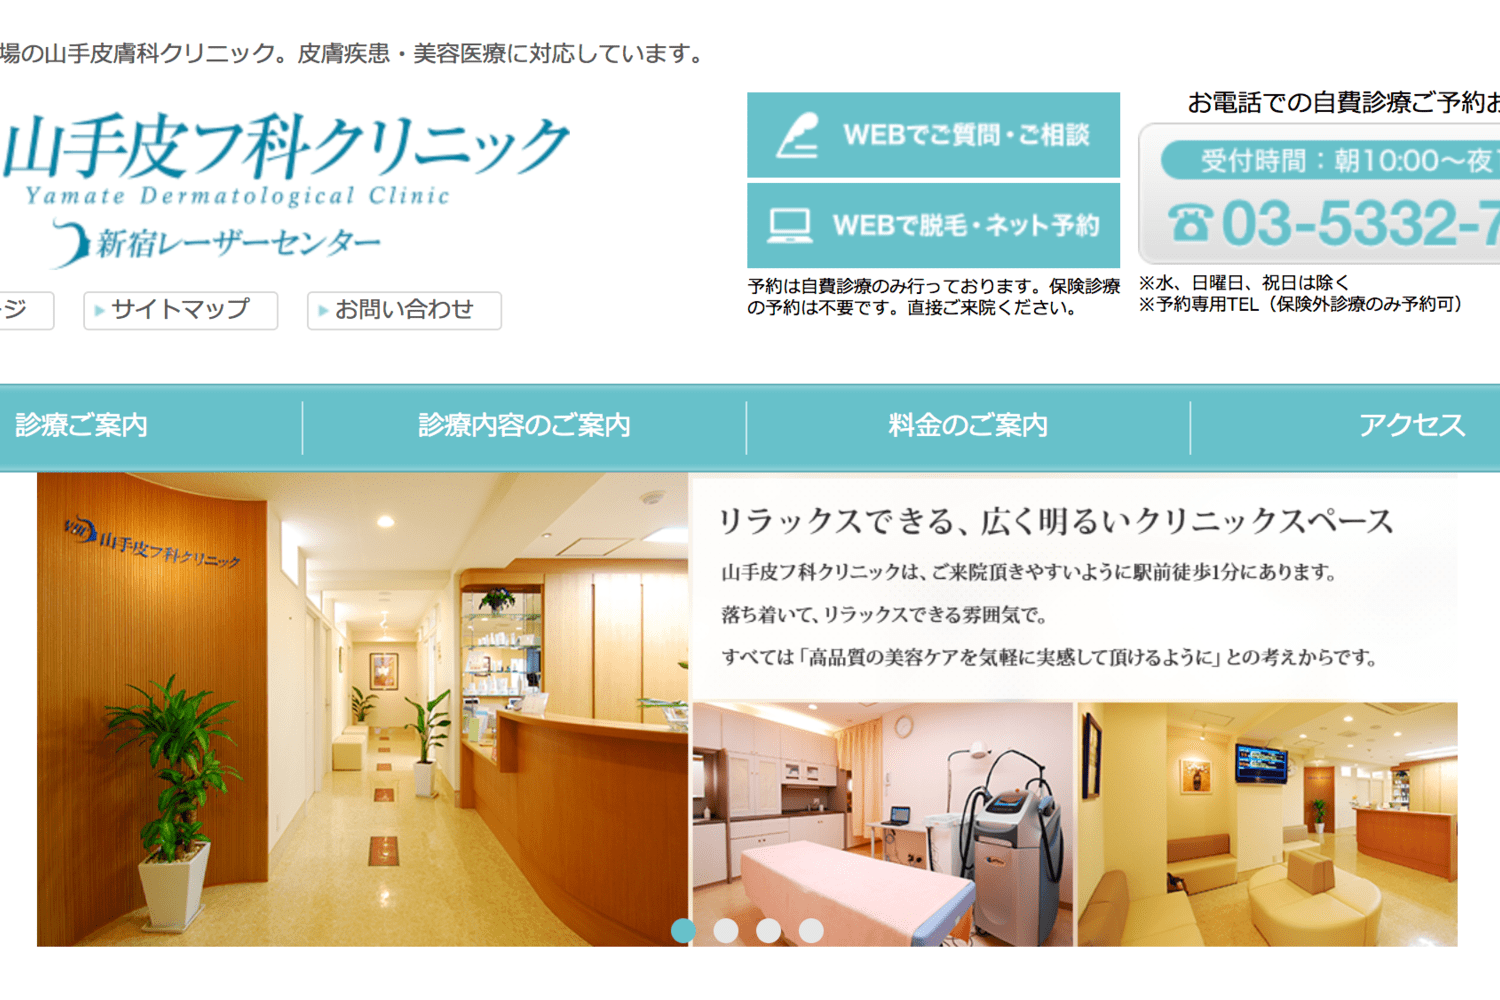 場の山手皮膚科クリニック。皮膚疾患・美容医療に対応しています。
山手皮フ科クリニック
Yamate Dermatological Clinic
新宿レーザーセンター
ージ
サイトマップ
お問い合わせ
WEBでご質問・ご相談
WEBで脱毛・ネット予約
予約は自費診療のみ行っております。保険診療
の予約は不要です。直接ご来院ください。
お電話での自費診療ご予約お
受付時間：朝10:00〜夜7
03-5332-7
※水、日曜日、祝日は除く
※予約専用TEL（保険外診療のみ予約可）
診療ご案内
診療内容のご案内
料金のご案内
アクセス
山手皮フ科クリニック
リラックスできる、広く明るいクリニックスペース
山手皮フ科クリニックは、ご来院頂きやすいように駅前徒歩1分にあります。
落ち着いて、リラックスできる雰囲気で。
すべては「高品質の美容ケアを気軽に実感して頂けるように」との考えからです。